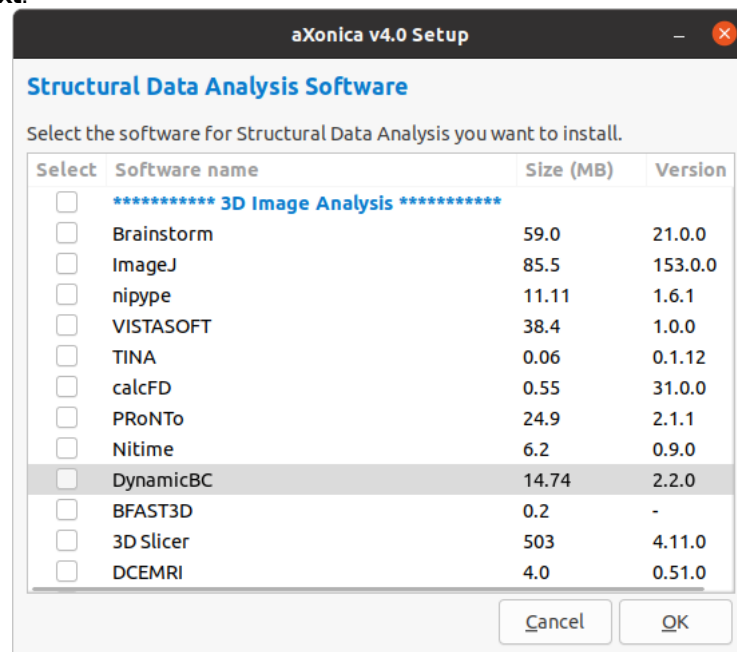 aXonica v4.0 Setup
Structural Data Analysis Software
Select the software for Structural Data Analysis you want to install.
Select Software name Size (MB) Version
*********** 3D Image Analysis ***********
Brainstorm 59.0 21.0.0
ImageJ 85.5 153.0.0
nipype 11.11 1.6.1
VISTASOFT 38.4 1.0.0
TINA 0.06 0.1.12
calcFD 0.55 31.0.0
PRoNTo 24.9 2.1.1
Nitime 6.2 0.9.0
DynamicBC 14.74 2.2.0
BFAST3D 0.2 -
3D Slicer 503 4.11.0
DCEMRI 4.0 0.51.0
Cancel OK